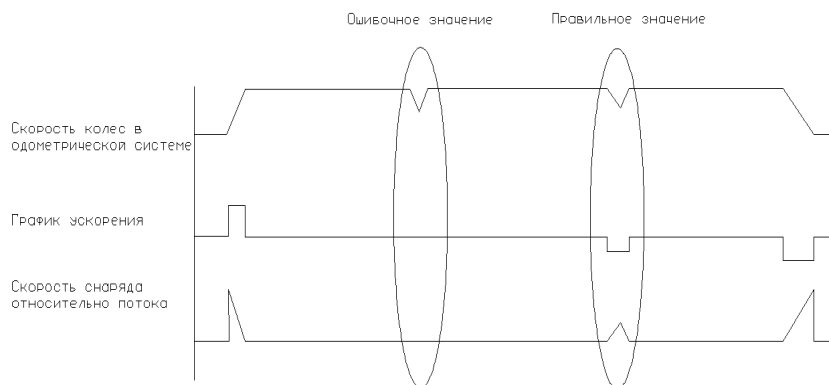 Ошибочное значение
Правильное значение
Скорость колес в
одометрической системе
График ускорения
Скорость снаряда
относительно потока